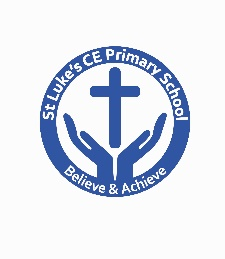 St Luke's CE Primary School
Believe & Achieve